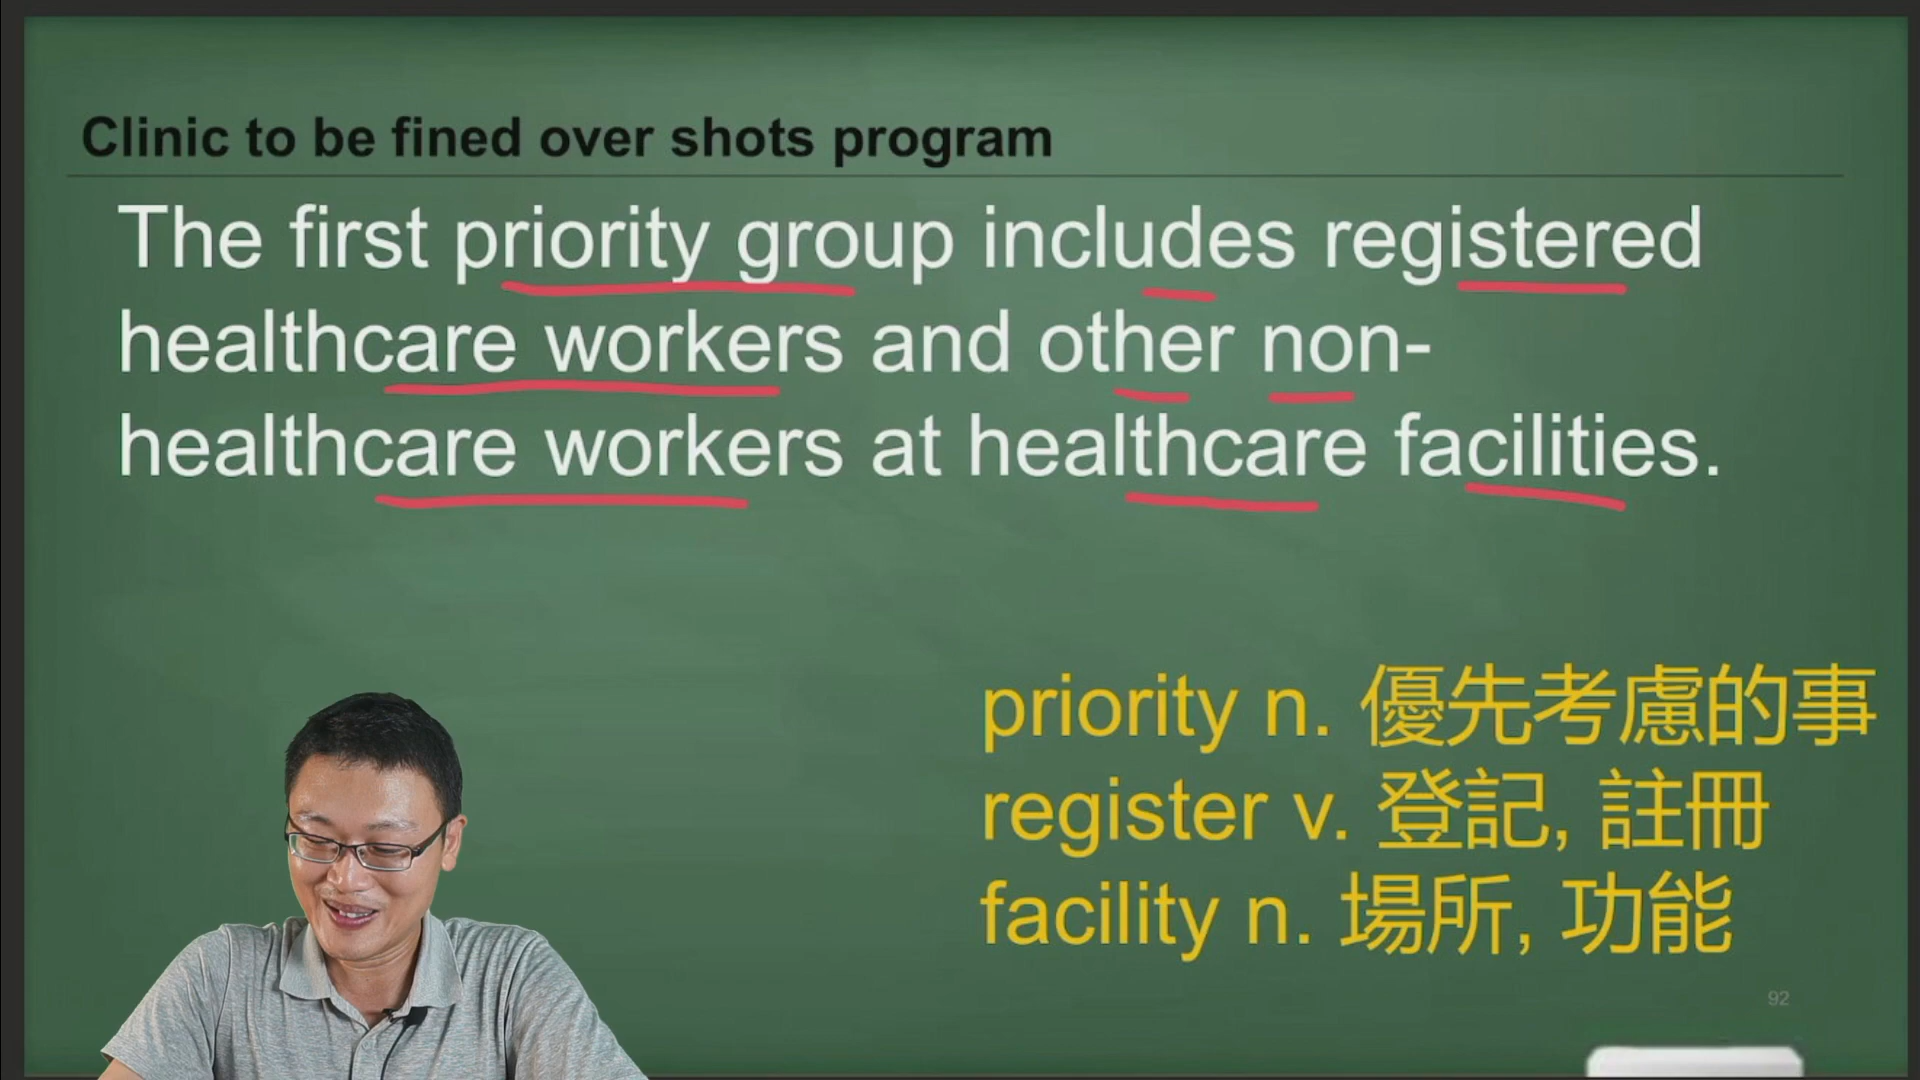 Clinic to be fined over shots program
The first priority group includes registered
healthcare workers and other non-
healthcare workers at healthcare facilities.
priority n. 優先考慮的事
register v. 登記, 註冊
facility n. 場所, 功能
92